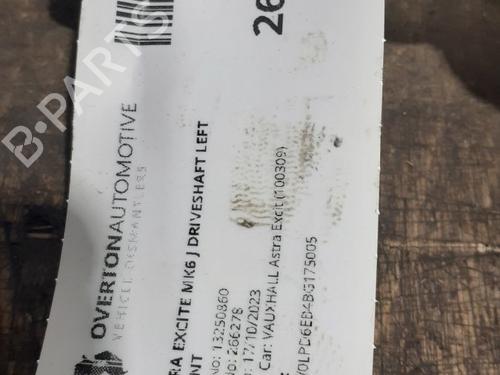 B-PARTS
OVERTONAUTOMOTIVE
VEHICLE DISMANTLERS
26
RA EXCITE MK6 J DRIVESHAFT LEFT
NT
NO: 13250860
NO: 266278
: 17/10/2023
Car: VAUXHALL Astra Excit (100309)